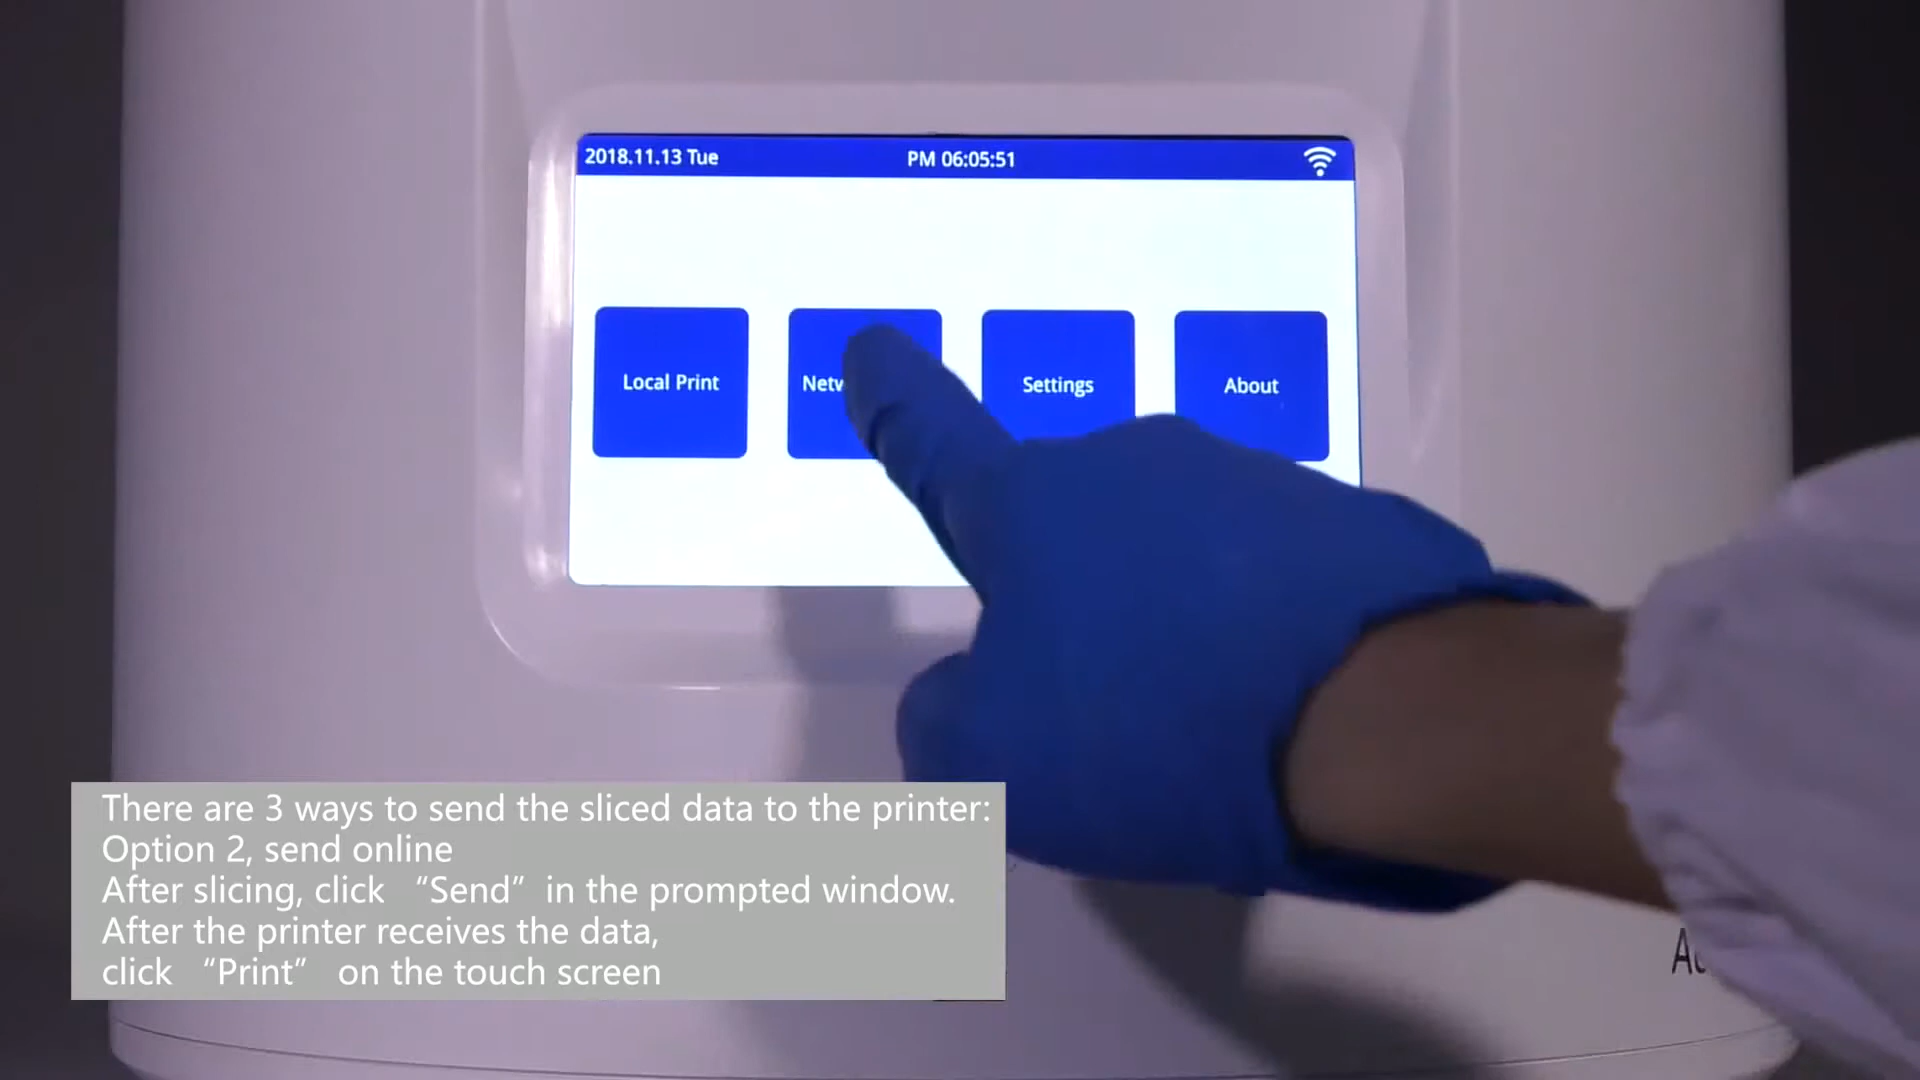 2018.11.13 Tue
PM 06:05:51
Local Print
Settings
About
There are 3 ways to send the sliced data to the printer:
Option 2, send online
After slicing, click “Send” in the prompted window.
After the printer receives the data,
click “Print” on the touch screen